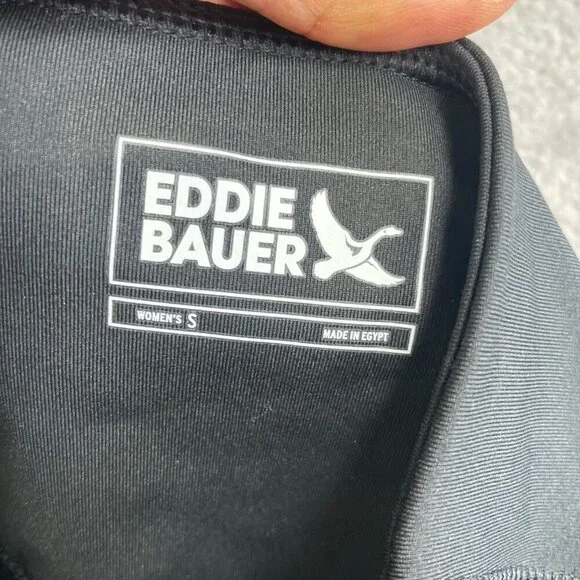 EDDIE
BAUER
WOMEN'S S
MADE IN EGYPT